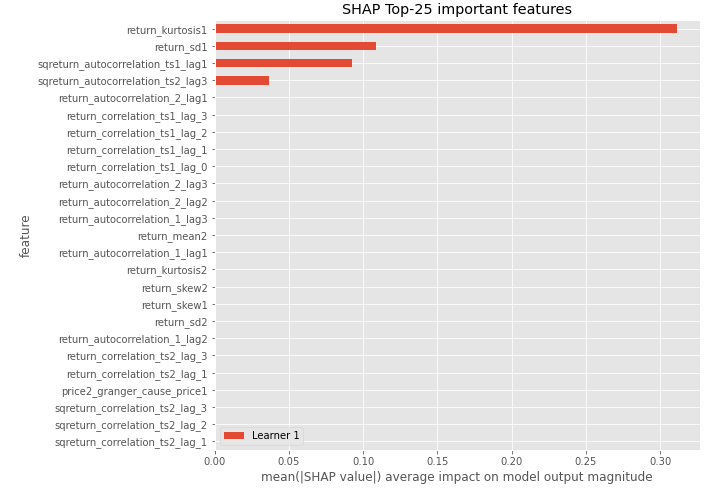 SHAP Top-25 important features
return_kurtosis1
return_sd1
sqreturn_autocorrelation_ts1_lag1
sqreturn_autocorrelation_ts2_lag3
return_autocorrelation_2_lag1
return_correlation_ts1_lag_3
return_correlation_ts1_lag_2
return_correlation_ts1_lag_1
return_correlation_ts1_lag_0
return_autocorrelation_2_lag3
return_autocorrelation_2_lag2
return_autocorrelation_1_lag3
return_mean2
return_autocorrelation_1_lag1
return_kurtosis2
return_skew2
return_skew1
return_sd2
return_autocorrelation_1_lag2
return_correlation_ts2_lag_3
return_correlation_ts2_lag_1
price2_granger_cause_price1
sqreturn_correlation_ts2_lag_3
sqreturn_correlation_ts2_lag_2
sqreturn_correlation_ts2_lag_1
feature
Learner 1
0.00 0.05 0.10 0.15 0.20 0.25 0.30
mean(|SHAP value|) average impact on model output magnitude